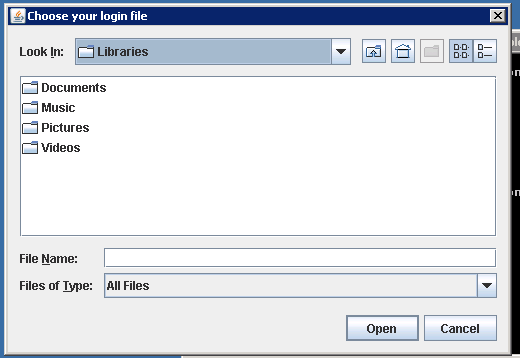 Choose your login file
Look In: Libraries
Documents
Music
Pictures
Videos
File Name:
Files of Type: All Files
Open Cancel